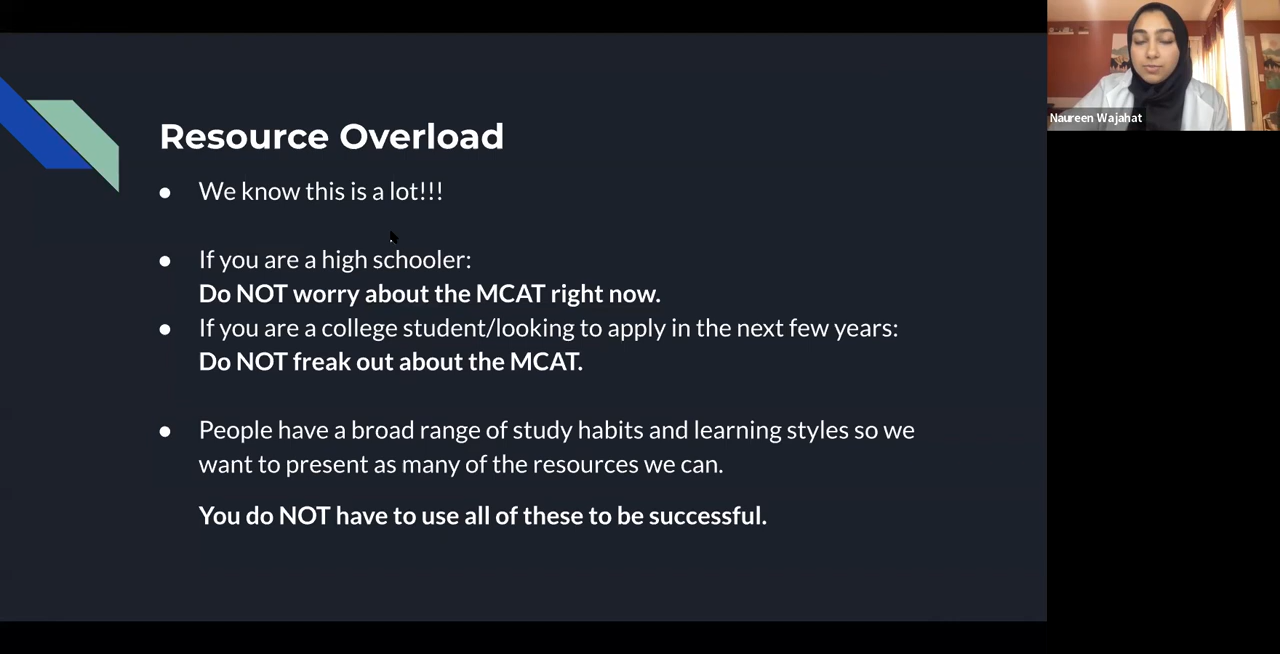 Resource Overload
● We know this is a lot!!!
● If you are a high schooler:
Do NOT worry about the MCAT right now.
● If you are a college student/looking to apply in the next few years:
Do NOT freak out about the MCAT.
● People have a broad range of study habits and learning styles so we
want to present as many of the resources we can.
You do NOT have to use all of these to be successful.
Naureen Wajahat